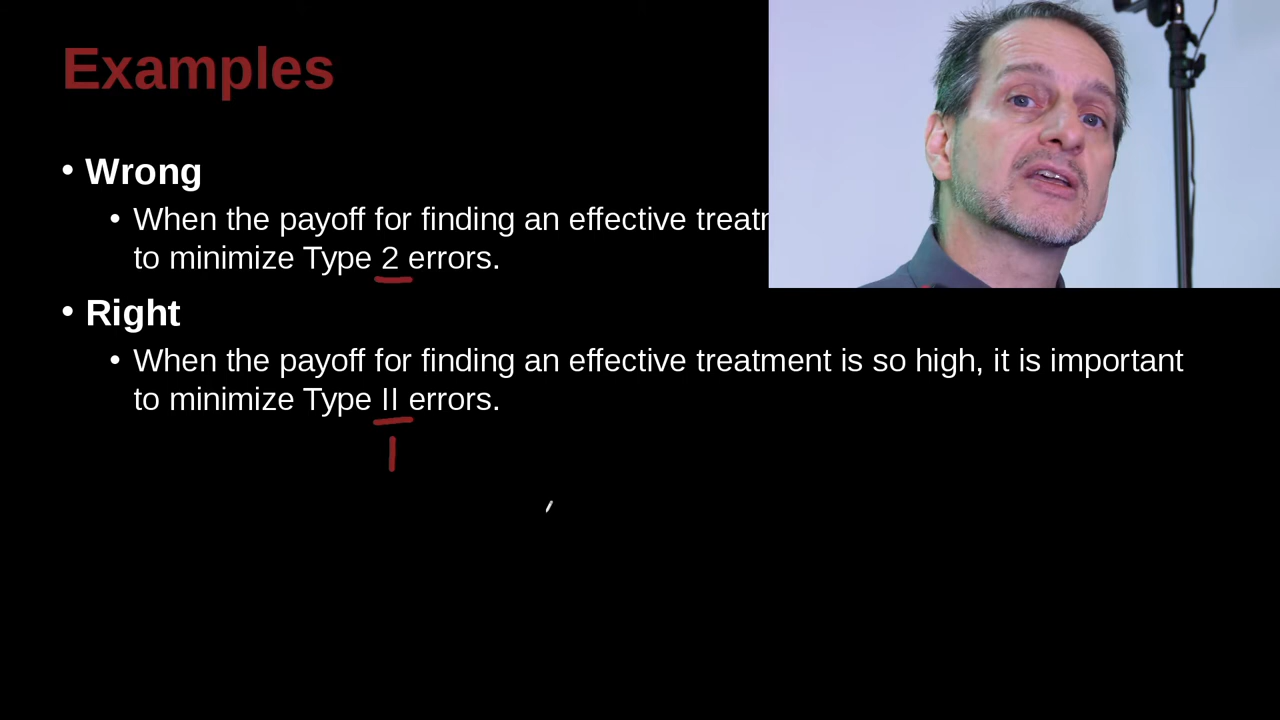 Examples
• Wrong
• When the payoff for finding an effective
to minimize Type 2 errors.
• Right
• When the payoff for finding an effective treatment is so high, it is important
to minimize Type II errors.
I